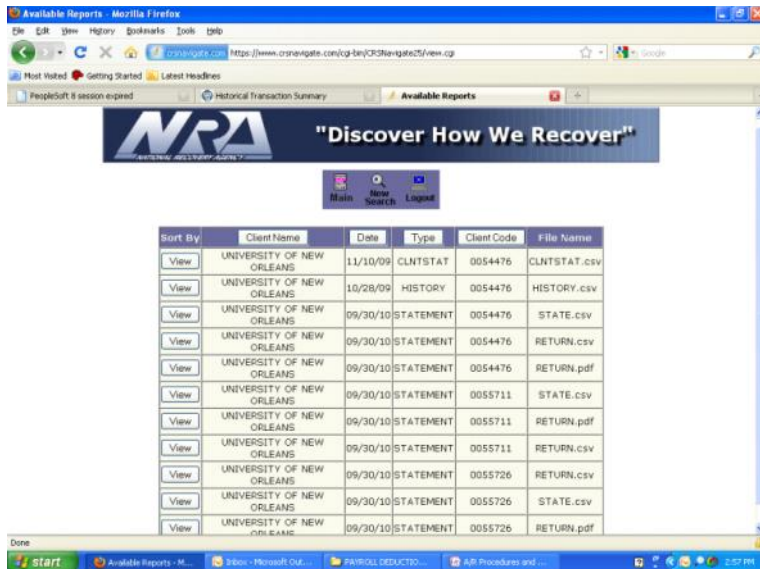 Available Reports - Mozilla Firefox
File Edit View History Bookmarks Tools Help
crsnavigate.com https://www.crsnavigate.com/cgi-bin/CRSNavigate25/view.cgi Google
Most Visited Getting Started Latest Headlines
PeopleSoft 8 session expired Historical Transaction Summary Available Reports
NRA "Discover How We Recover"
NATIONAL RECOVERY AGENCY
Main New Search Logout
Sort By Client Name Date Type Client Code File Name
View UNIVERSITY OF NEW ORLEANS 11/10/09 CLNTSTAT 0054476 CLNTSTAT.csv
View UNIVERSITY OF NEW ORLEANS 10/28/09 HISTORY 0054476 HISTORY.csv
View UNIVERSITY OF NEW ORLEANS 09/30/10 STATEMENT 0054476 STATE.csv
View UNIVERSITY OF NEW ORLEANS 09/30/10 STATEMENT 0054476 RETURN.csv
View UNIVERSITY OF NEW ORLEANS 09/30/10 STATEMENT 0054476 RETURN.pdf
View UNIVERSITY OF NEW ORLEANS 09/30/10 STATEMENT 0055711 STATE.csv
View UNIVERSITY OF NEW ORLEANS 09/30/10 STATEMENT 0055711 RETURN.pdf
View UNIVERSITY OF NEW ORLEANS 09/30/10 STATEMENT 0055711 RETURN.csv
View UNIVERSITY OF NEW ORLEANS 09/30/10 STATEMENT 0055726 RETURN.csv
View UNIVERSITY OF NEW ORLEANS 09/30/10 STATEMENT 0055726 STATE.csv
View UNIVERSITY OF NEW ORLEANS 09/30/10 STATEMENT 0055726 RETURN.pdf
Done
start Available Reports - M... Inbox - Microsoft Out... PAYROLL DEDUCTIO... A/R Procedures and ... 2:57 PM